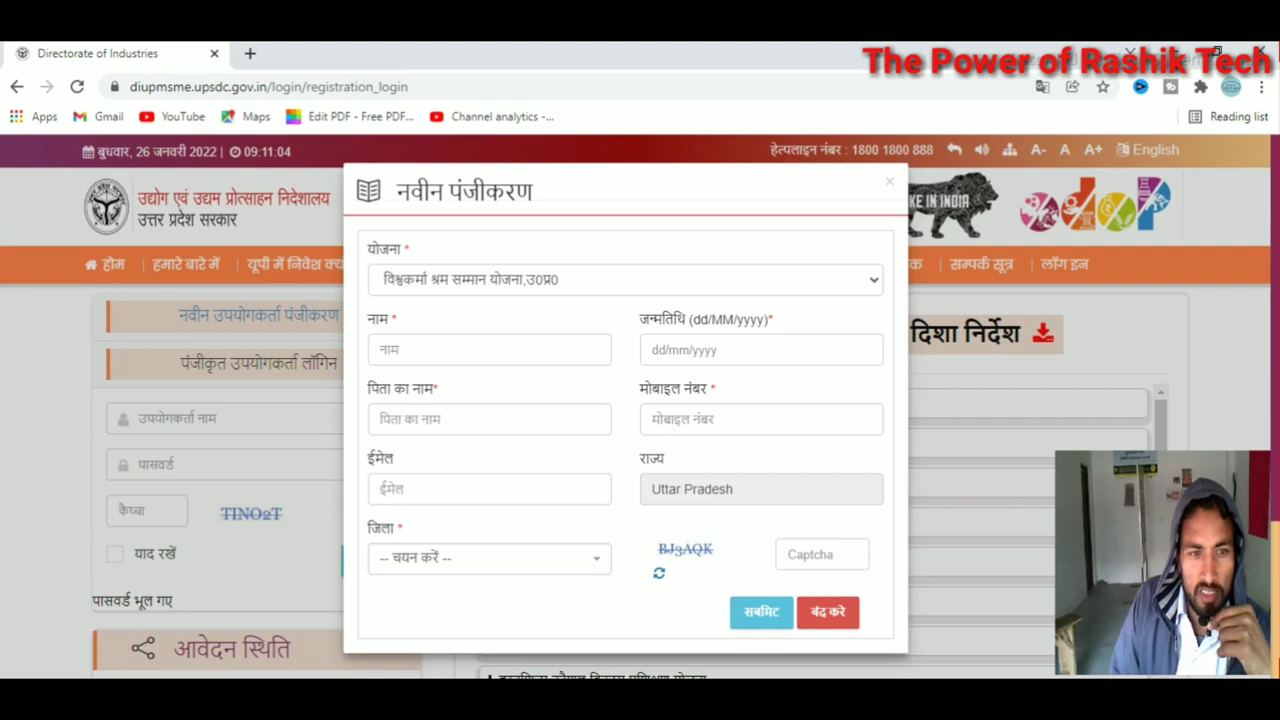 Directorate of Industries
The Power of Rashik Tech
diupmsme.upsdc.gov.in/login/registration_login
Apps Gmail YouTube Maps Edit PDF - Free PDF... Channel analytics -... Reading list
बुधवार, 26 जनवरी 2022 | 09:11:04
हेल्पलाइन नंबर : 1800 1800 888 A- A A+ English
उद्योग एवं उद्यम प्रोत्साहन निदेशालय
उत्तर प्रदेश सरकार
KE IN INDIA
होम | हमारे बारे में | यूपी में निवेश क्यों
क | सम्पर्क सूत्र | लॉग इन
नवीन उपयोगकर्ता पंजीकरण
पंजीकृत उपयोगकर्ता लॉगिन
उपयोगकर्ता नाम
पासवर्ड
कैप्चा TINO2T
याद रखें
पासवर्ड भूल गए
आवेदन स्थिति
नवीन पंजीकरण ×
योजना *
विश्वकर्मा श्रम सम्मान योजना,उ0प्र0
नाम * जन्मतिथि (dd/MM/yyyy)*
नाम dd/mm/yyyy
पिता का नाम* मोबाइल नंबर *
पिता का नाम मोबाइल नंबर
ईमेल राज्य
ईमेल Uttar Pradesh
जिला *
-- चयन करें -- BJ3AQK Captcha
सबमिट बंद करे
दिशा निर्देश